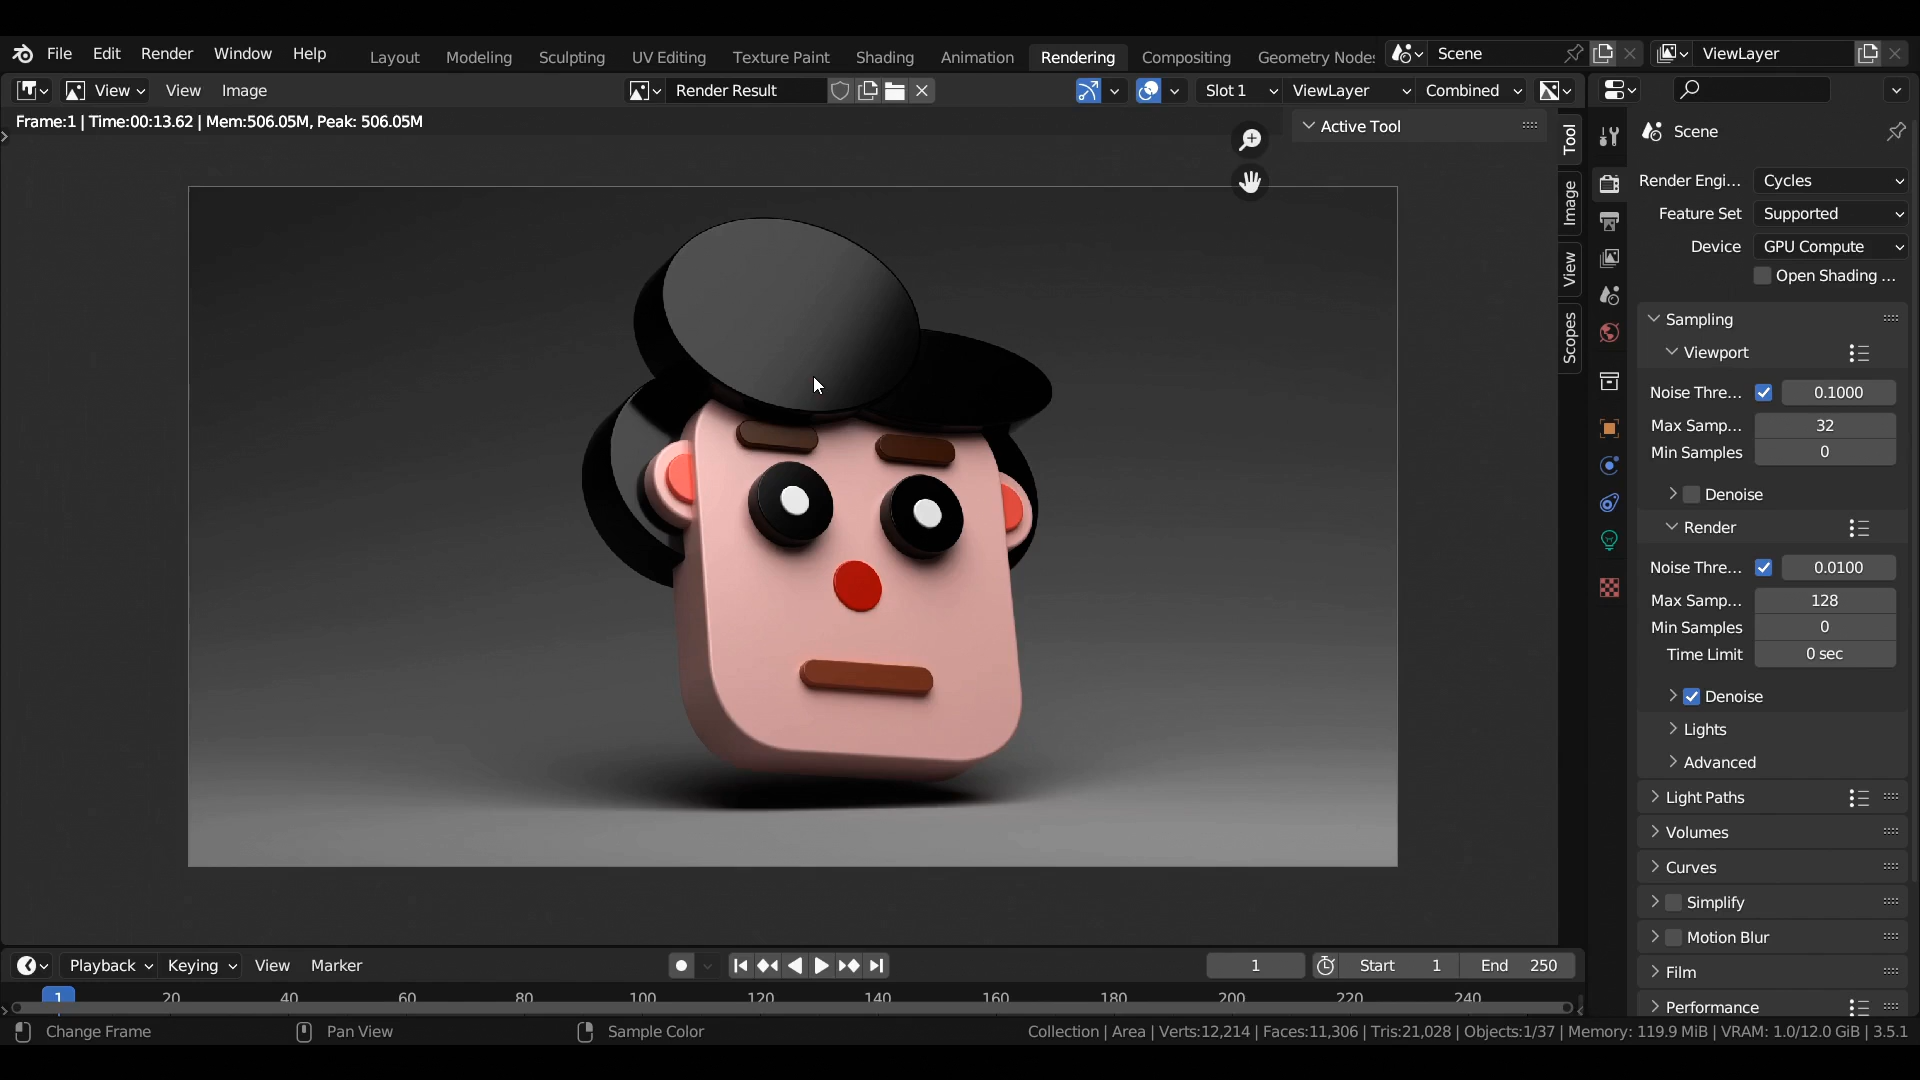 File Edit Render Window Help Layout Modeling Sculpting UV Editing Texture Paint Shading Animation Rendering Compositing Geometry Nodes Scene ViewLayer
View View Image Render Result Slot 1 ViewLayer Combined
Frame:1 | Time:00:13.62 | Mem:506.05M, Peak: 506.05M
Active Tool
Tool
Image
View
Scopes
Scene
Render Engi... Cycles
Feature Set Supported
Device GPU Compute
Open Shading ...
Sampling
Viewport
Noise Thre... 0.1000
Max Samp... 32
Min Samples 0
Denoise
Render
Noise Thre... 0.0100
Max Samp... 128
Min Samples 0
Time Limit 0 sec
Denoise
Lights
Advanced
Light Paths
Volumes
Curves
Simplify
Motion Blur
Film
Performance
Playback Keying View Marker 1 Start 1 End 250
1 20 40 60 80 100 120 140 160 180 200 220 240
Change Frame Pan View Sample Color Collection | Area | Verts:12,214 | Faces:11,306 | Tris:21,028 | Objects:1/37 | Memory: 119.9 MiB | VRAM: 1.0/12.0 GiB | 3.5.1